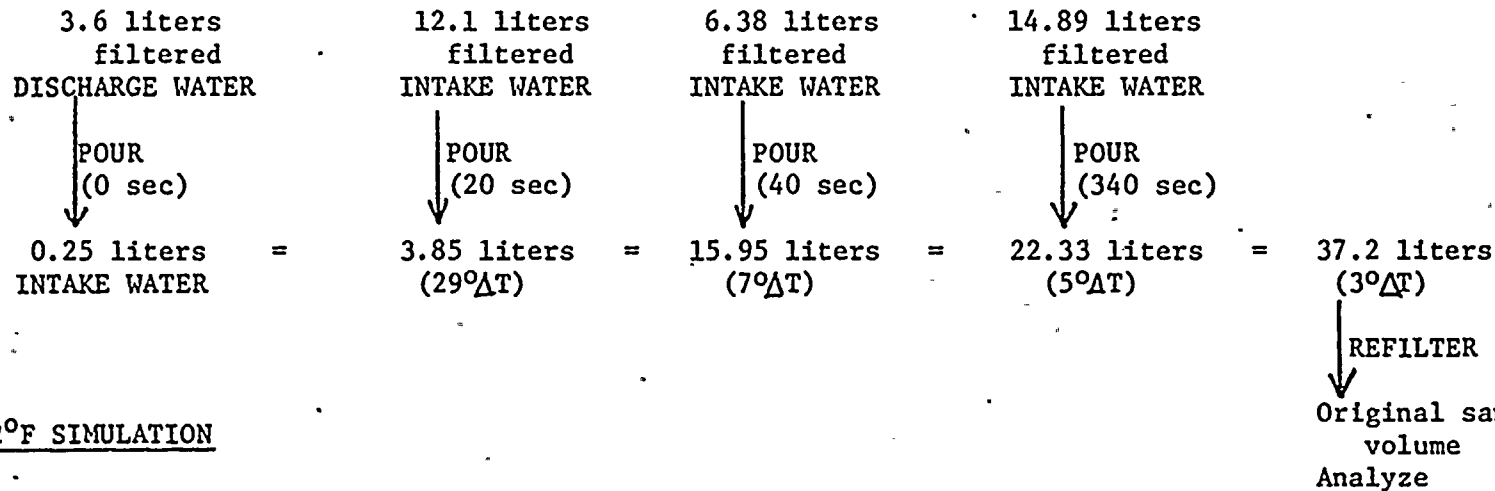 3.6 liters 12.1 liters 6.38 liters 14.89 liters
filtered filtered filtered filtered
DISCHARGE WATER INTAKE WATER INTAKE WATER INTAKE WATER
POUR POUR POUR POUR
(0 sec) (20 sec) (40 sec) (340 sec)
0.25 liters = 3.85 liters = 15.95 liters = 22.33 liters = 37.2 liters
INTAKE WATER (29°ΔT) (7°ΔT) (5°ΔT) (3°ΔT)
REFILTER
°F SIMULATION
Original
volume
Analyze